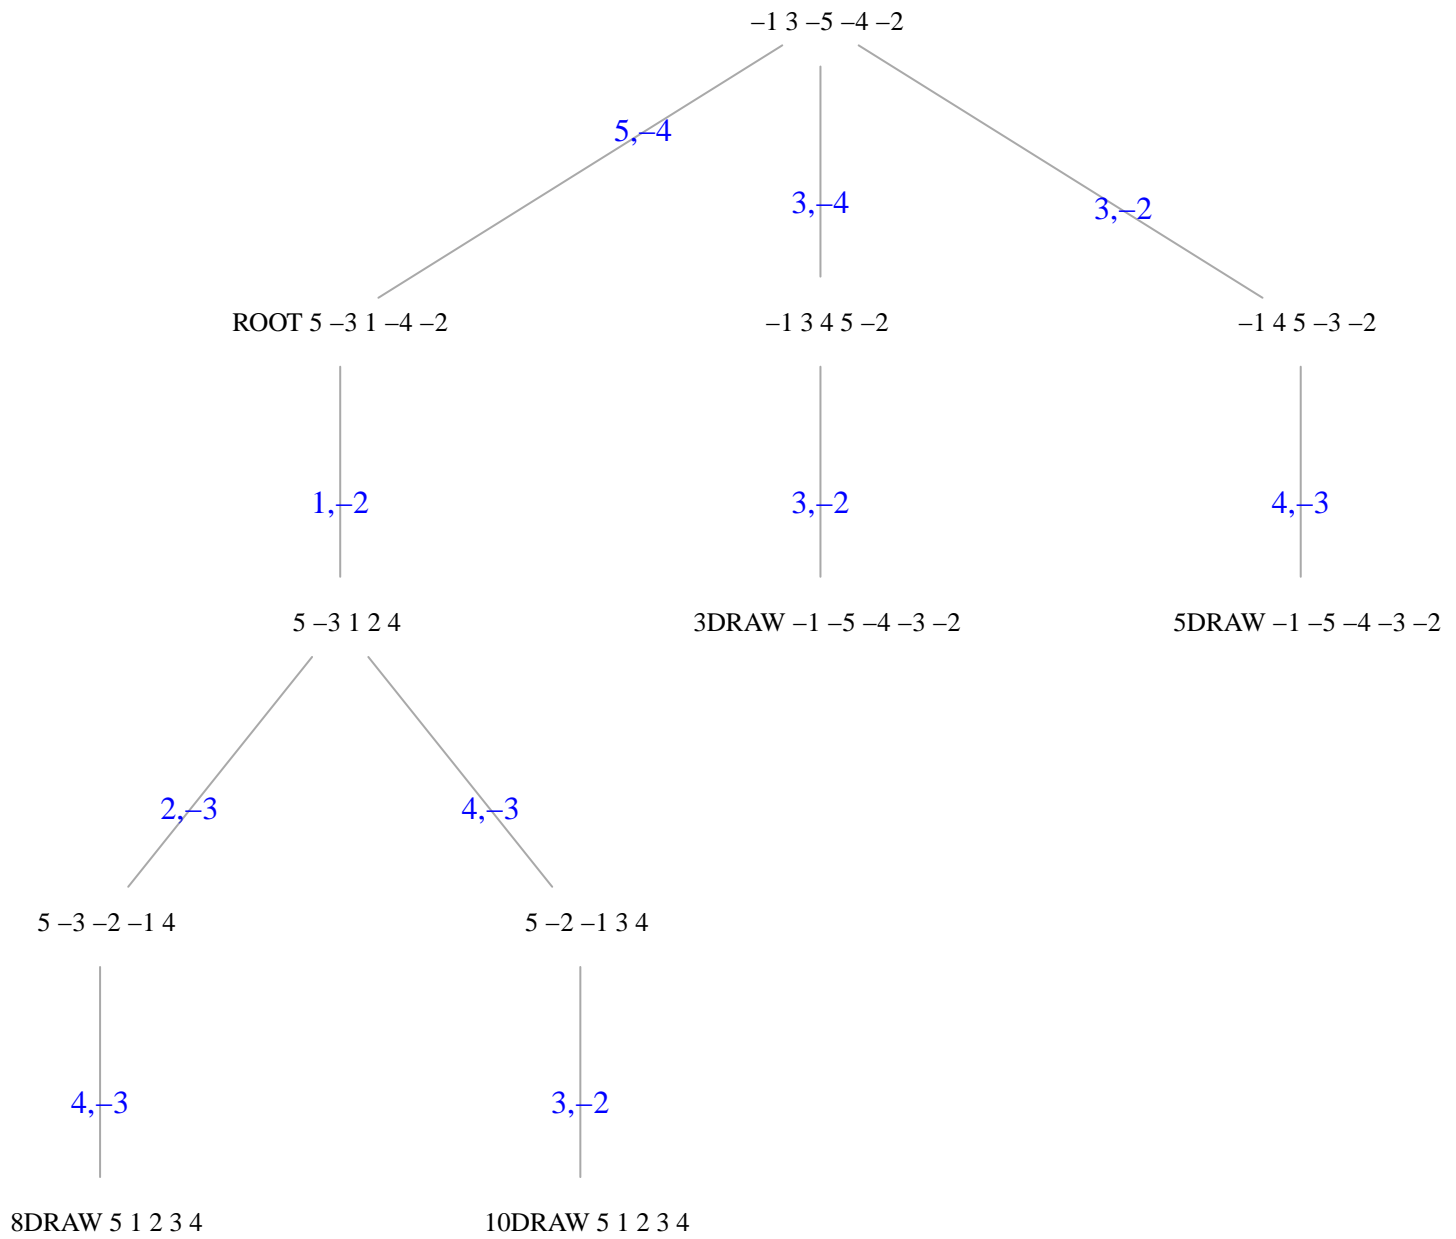 –1 3 –5 –4 –2
5,–4
3,–4
3,–2
ROOT 5 –3 1 –4 –2
–1 3 4 5 –2
–1 4 5 –3 –2
1,–2
3,–2
4,–3
5 –3 1 2 4
3DRAW –1 –5 –4 –3 –2
5DRAW –1 –5 –4 –3 –2
2,–3
4,–3
5 –3 –2 –1 4
5 –2 –1 3 4
4,–3
3,–2
8DRAW 5 1 2 3 4
10DRAW 5 1 2 3 4